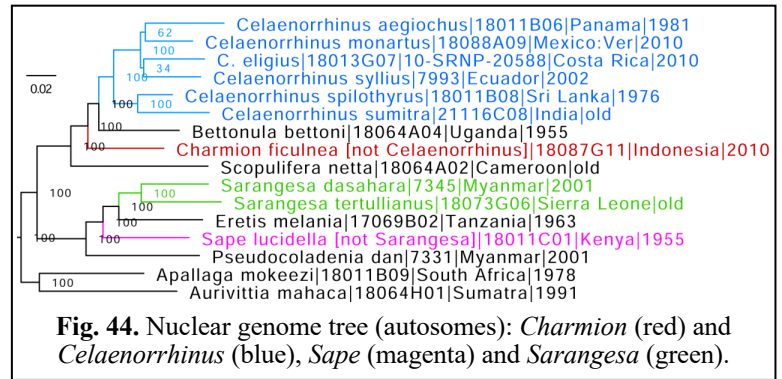 Celaenorrhinus aegiochus|18011B06|Panama|1981
62
Celaenorrhinus monartus|18088A09|Mexico:Ver|2010
100
C. eligius|18013G07|10-SRNP-20588|Costa Rica|2010
34
100
Celaenorrhinus syllius|7993|Ecuador|2002
0.02
Celaenorrhinus spilothyrus|18011B08|Sri Lanka|1976
100
100
Celaenorrhinus sumitra|21116C08|India|old
100
Bettonula bettoni|18064A04|Uganda|1955
100
Charmion ficulnea [not Celaenorrhinus]|18087G11|Indonesia|2010
Scopulifera netta|18064A02|Cameroon|old
Sarangesa dasahara|7345|Myanmar|2001
100
100
Sarangesa tertullianus|18073G06|Sierra Leone|old
100
Eretis melania|17069B02|Tanzania|1963
100
100
Sape lucidella [not Sarangesa]|18011C01|Kenya|1955
Pseudocoladenia dan|7331|Myanmar|2001
Apallaga mokeezi|18011B09|South Africa|1978
100
Aurivittia mahaca|18064H01|Sumatra|1991
Fig. 44. Nuclear genome tree (autosomes): Charmion (red) and
Celaenorrhinus (blue), Sape (magenta) and Sarangesa (green).